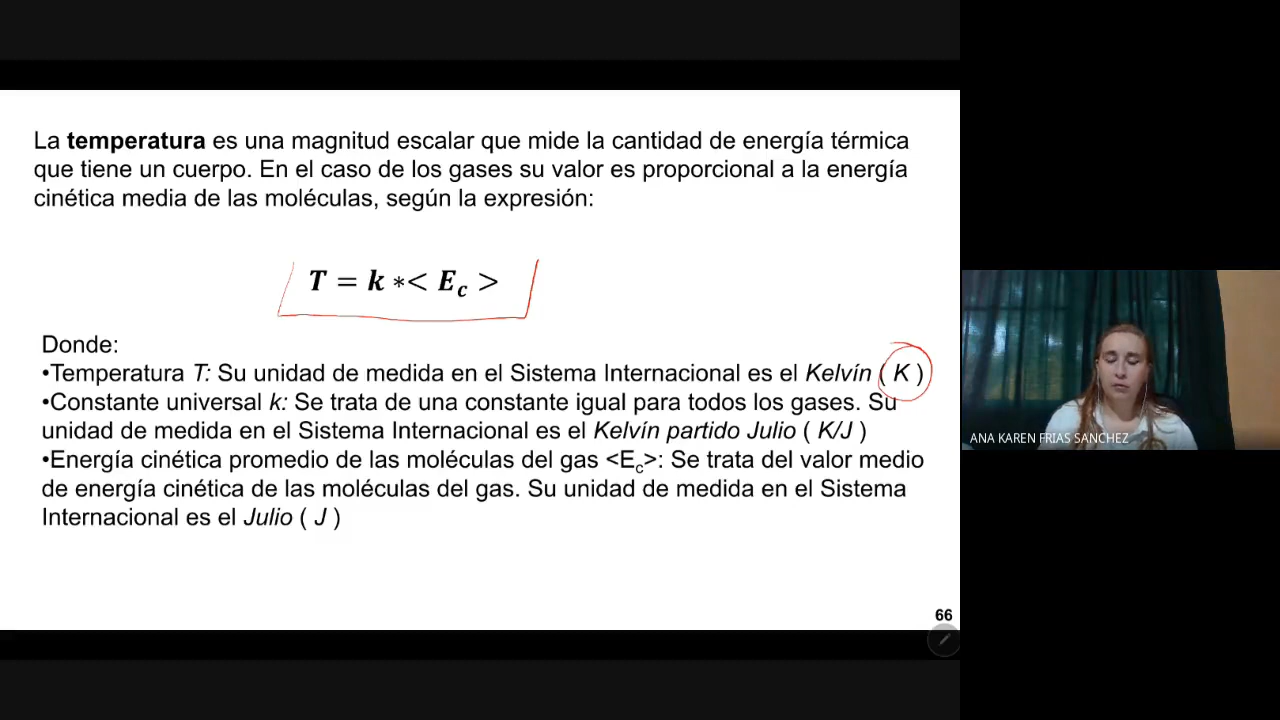 La temperatura es una magnitud escalar que mide la cantidad de energía térmica
que tiene un cuerpo. En el caso de los gases su valor es proporcional a la energía
cinética media de las moléculas, según la expresión:
T = k *< Ec >
Donde:
•Temperatura T: Su unidad de medida en el Sistema Internacional es el Kelvín ( K )
•Constante universal k: Se trata de una constante igual para todos los gases. Su
unidad de medida en el Sistema Internacional es el Kelvín partido Julio ( K/J )
•Energía cinética promedio de las moléculas del gas <Ec>: Se trata del valor medio
de energía cinética de las moléculas del gas. Su unidad de medida en el Sistema
Internacional es el Julio ( J )
66
ANA KAREN FRIAS SANCHEZ